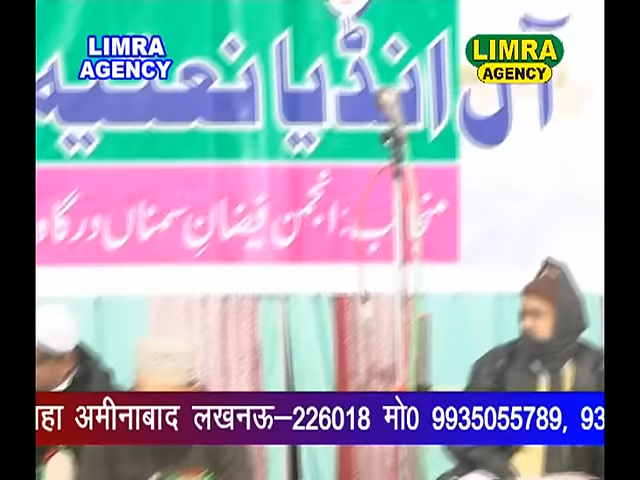 LIMRA
AGENCY
LIMRA
AGENCY
آل انڈیا نعتیہ
منجانب: انجمن فیضانِ سمناں درگاہ
हा अमीनाबाद लखनऊ-226018 मो0 9935055789, 93